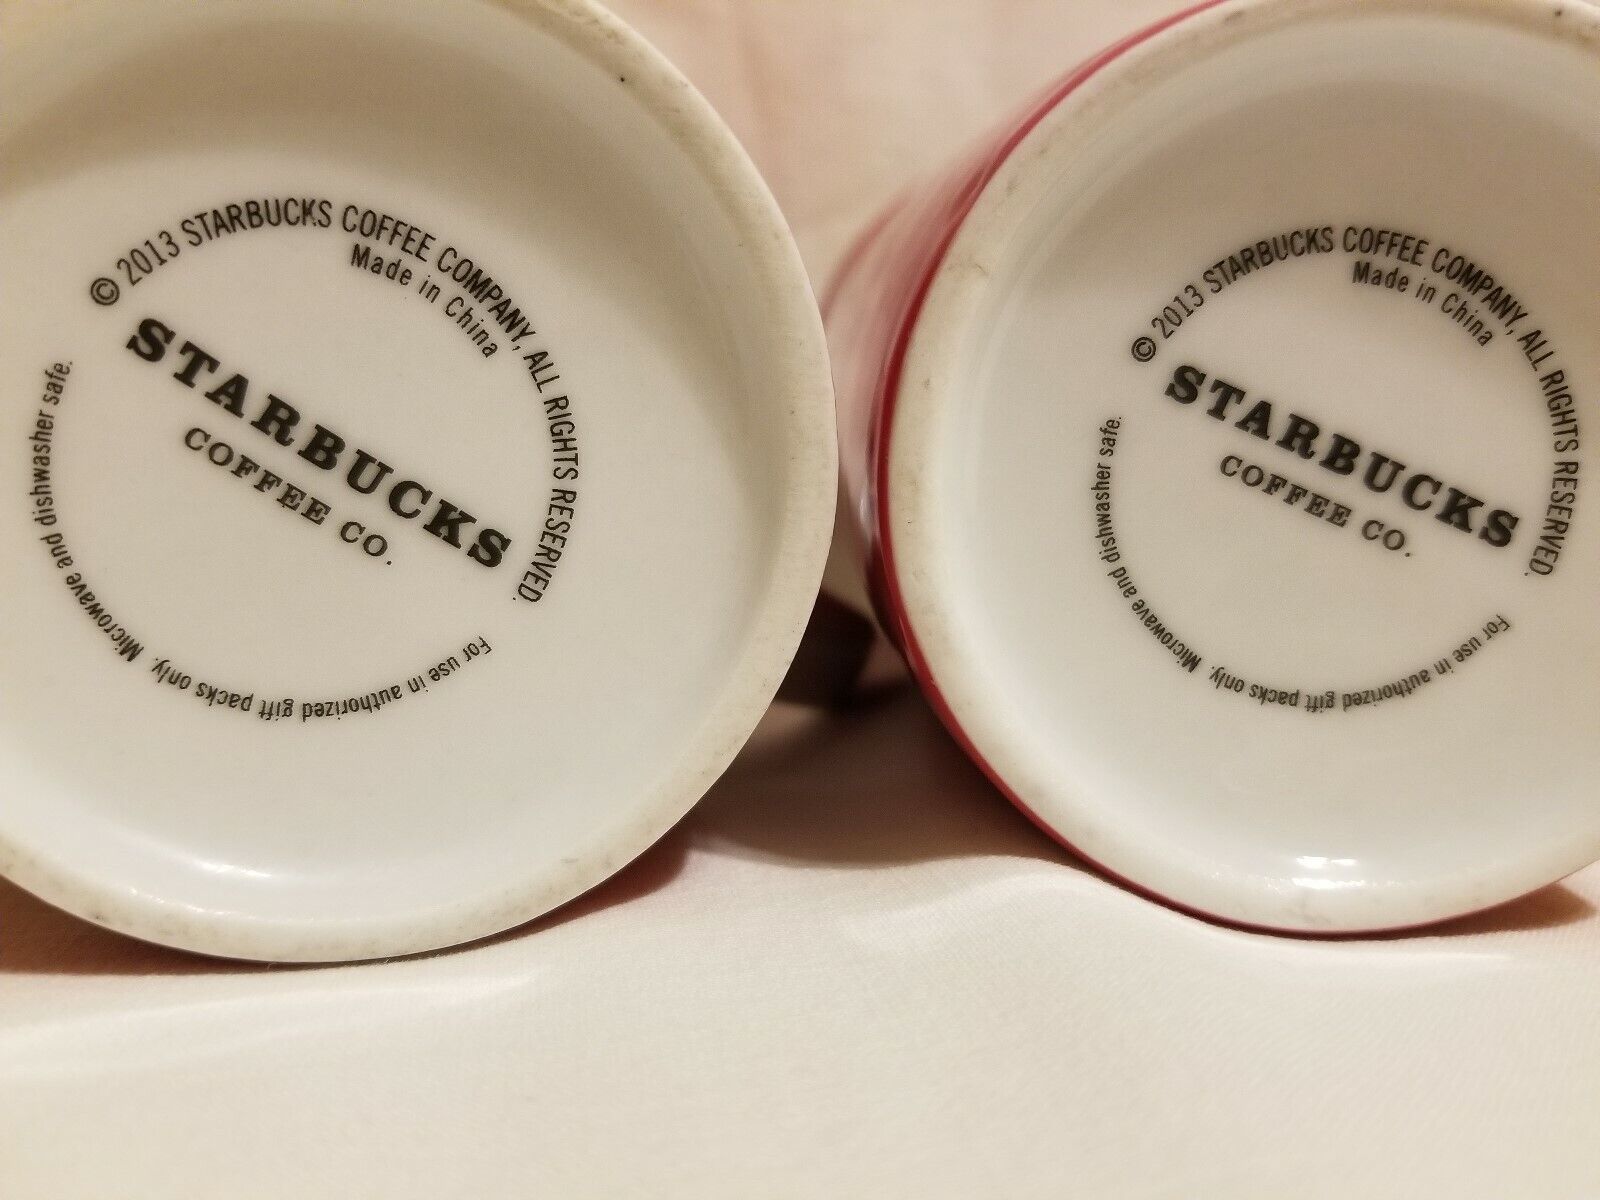 © 2013 STARBUCKS COFFEE COMPANY, ALL RIGHTS RESERVED.
Made in China
STARBUCKS
COFFEE CO.
For use in authorized gift packs only. Microwave and dishwasher safe.
© 2013 STARBUCKS COFFEE COMPANY, ALL RIGHTS RESERVED.
Made in China
STARBUCKS
COFFEE CO.
For use in authorized gift packs only. Microwave and dishwasher safe.